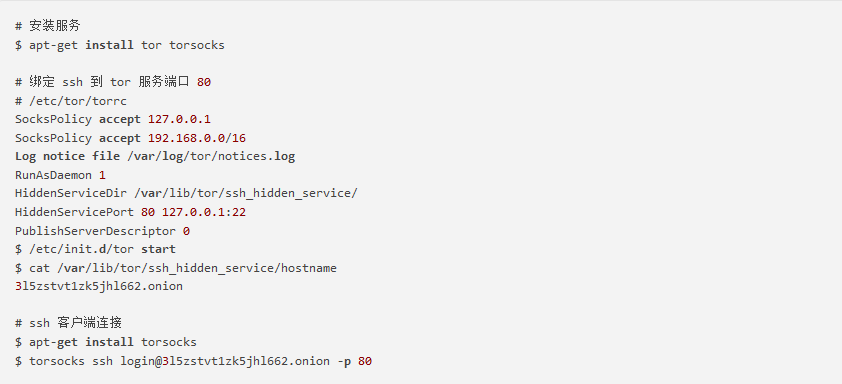 # 安装服务
$ apt-get install tor torsocks
# 绑定 ssh 到 tor 服务端口 80
# /etc/tor/torrc
SocksPolicy accept 127.0.0.1
SocksPolicy accept 192.168.0.0/16
Log notice file /var/log/tor/notices.log
RunAsDaemon 1
HiddenServiceDir /var/lib/tor/ssh_hidden_service/
HiddenServicePort 80 127.0.0.1:22
PublishServerDescriptor 0
$ /etc/init.d/tor start
$ cat /var/lib/tor/ssh_hidden_service/hostname
3l5zstvt1zk5jhl662.onion
# ssh 客户端连接
$ apt-get install torsocks
$ torsocks ssh login@3l5zstvt1zk5jhl662.onion -p 80